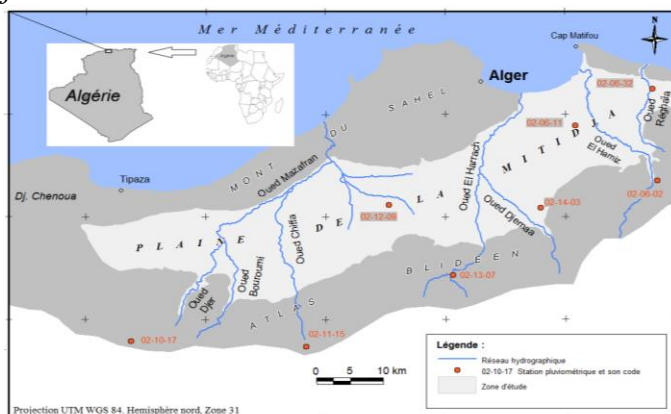 Mer Méditerranée
Cap Matifou
N
Algérie
Algérie
Alger
02-06-32
Oued Réghaïa
02-06-11
MONT DU SAHEL
Tipaza
Oued Mazafran
Oued El Harrach
Oued El Hamiz
Dj. Chenoua
02-06-02
02-12-09
02-14-03
Oued Djemaa
PLAINE DE LA MITIDJA
Oued Chiffa
Oued Bouroumi
Oued Djer
02-13-07
ATLAS BLIDEEN
02-10-17
02-11-15
0 5 10 km
Légende :
Réseau hydrographique
02-10-17 Station pluviométrique et son code
Zone d'étude
Projection UTM WGS 84, Hemisphère nord, Zone 31